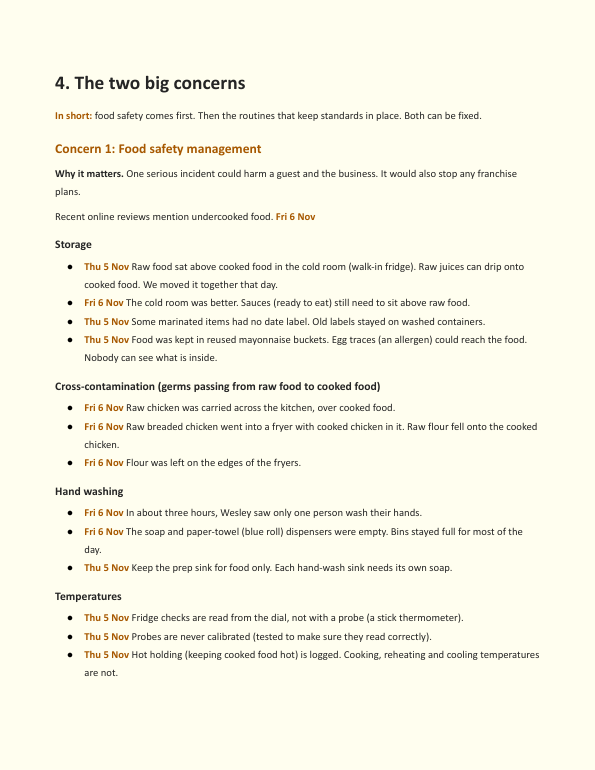 4. The two big concerns
In short: food safety comes first. Then the routines that keep standards in place. Both can be fixed.
Concern 1: Food safety management
Why it matters. One serious incident could harm a guest and the business. It would also stop any franchise
plans.
Recent online reviews mention undercooked food. Fri 6 Nov
Storage
● Thu 5 Nov Raw food sat above cooked food in the cold room (walk-in fridge). Raw juices can drip onto
cooked food. We moved it together that day.
● Fri 6 Nov The cold room was better. Sauces (ready to eat) still need to sit above raw food.
● Thu 5 Nov Some marinated items had no date label. Old labels stayed on washed containers.
● Thu 5 Nov Food was kept in reused mayonnaise buckets. Egg traces (an allergen) could reach the food.
Nobody can see what is inside.
Cross-contamination (germs passing from raw food to cooked food)
● Fri 6 Nov Raw chicken was carried across the kitchen, over cooked food.
● Fri 6 Nov Raw breaded chicken went into a fryer with cooked chicken in it. Raw flour fell onto the cooked
chicken.
● Fri 6 Nov Flour was left on the edges of the fryers.
Hand washing
● Fri 6 Nov In about three hours, Wesley saw only one person wash their hands.
● Fri 6 Nov The soap and paper-towel (blue roll) dispensers were empty. Bins stayed full for most of the
day.
● Thu 5 Nov Keep the prep sink for food only. Each hand-wash sink needs its own soap.
Temperatures
● Thu 5 Nov Fridge checks are read from the dial, not with a probe (a stick thermometer).
● Thu 5 Nov Probes are never calibrated (tested to make sure they read correctly).
● Thu 5 Nov Hot holding (keeping cooked food hot) is logged. Cooking, reheating and cooling temperatures
are not.